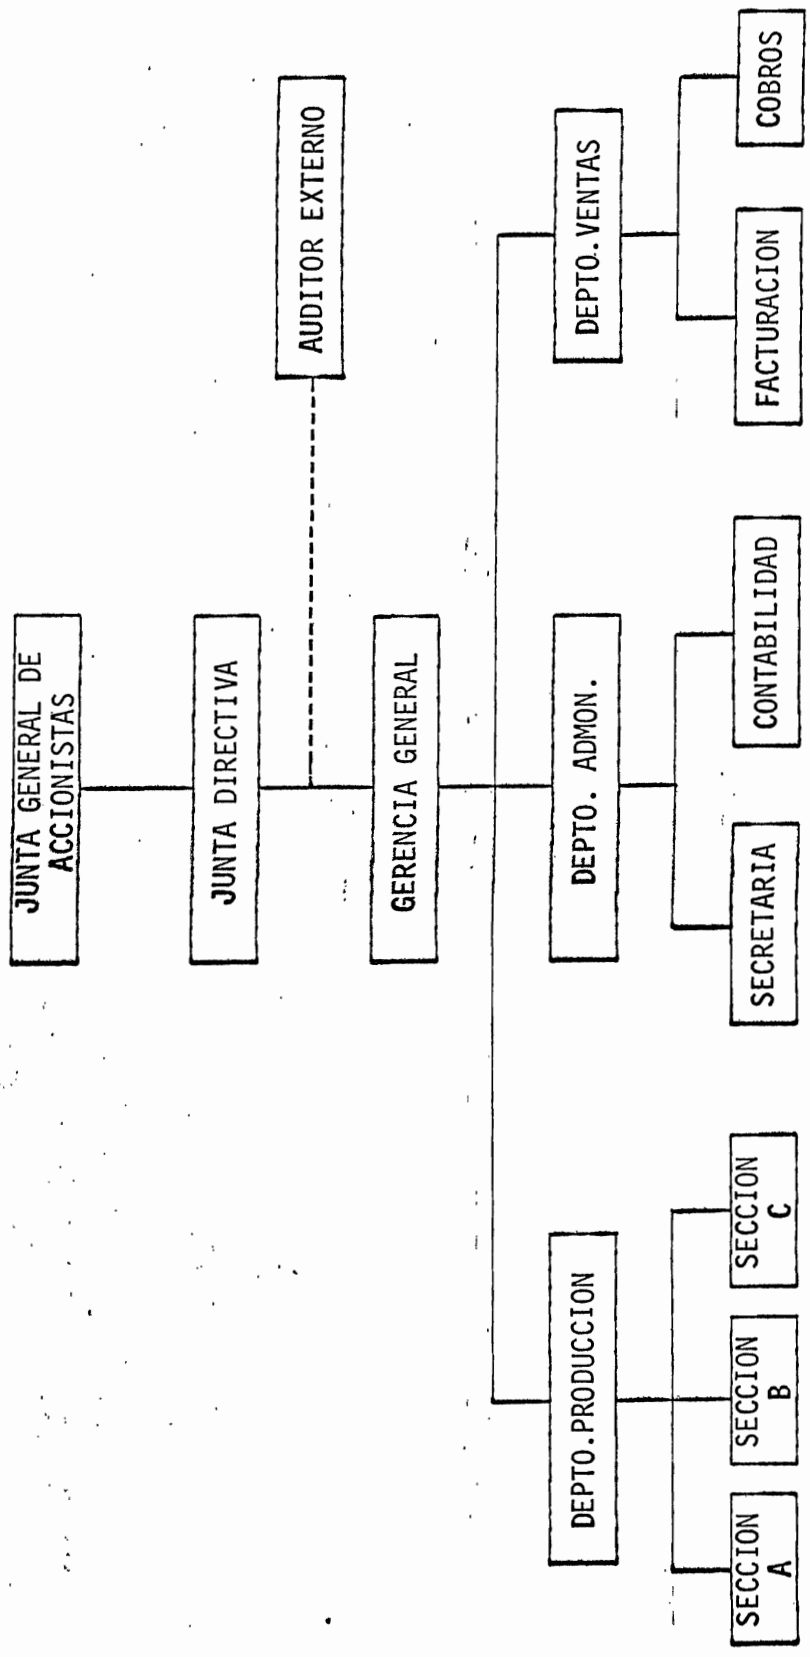 JUNTA GENERAL DE
ACCIONISTAS
JUNTA DIRECTIVA
AUDITOR EXTERNO
GERENCIA GENERAL
DEPTO.PRODUCCION
DEPTO. ADMON.
DEPTO.VENTAS
SECCION
A
SECCION
B
SECCION
C
SECRETARIA
CONTABILIDAD
FACTURACION
COBROS